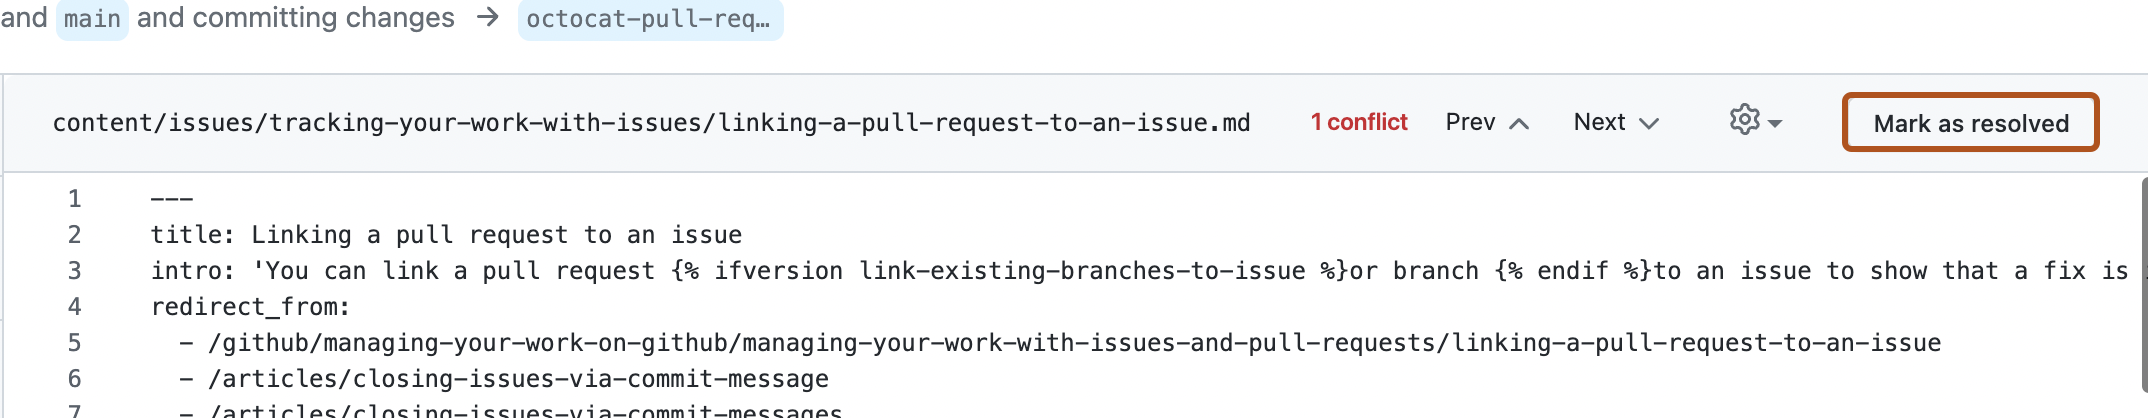 and main and committing changes → octocat-pull-req…
content/issues/tracking-your-work-with-issues/linking-a-pull-request-to-an-issue.md 1 conflict Prev Next Mark as resolved
1 ---
2 title: Linking a pull request to an issue
3 intro: 'You can link a pull request {% ifversion link-existing-branches-to-issue %}or branch {% endif %}to an issue to show that a fix is
4 redirect_from:
5   - /github/managing-your-work-on-github/managing-your-work-with-issues-and-pull-requests/linking-a-pull-request-to-an-issue
6   - /articles/closing-issues-via-commit-message
7   - /articles/closing-issues-via-commit-messages